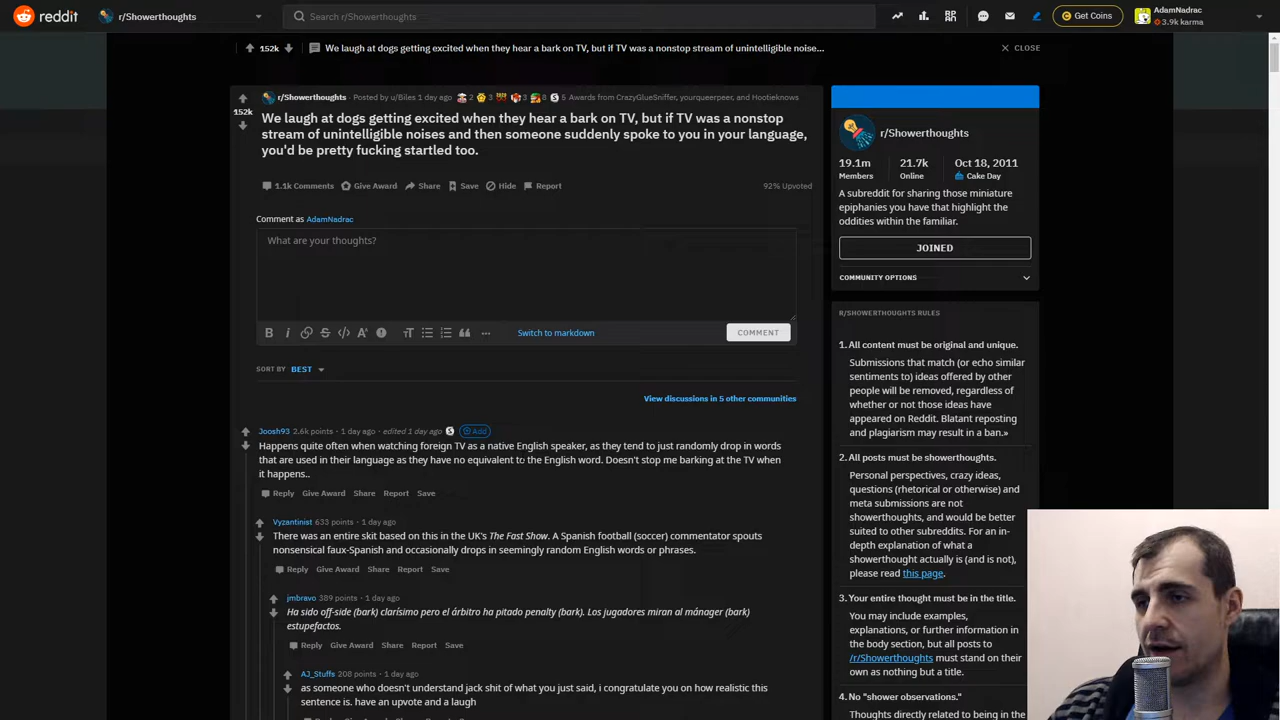 reddit r/Showerthoughts Search r/Showerthoughts Get Coins AdamNadrac
3.9k karma
152k We laugh at dogs getting excited when they hear a bark on TV, but if TV was a nonstop stream of unintelligible noise... CLOSE
r/Showerthoughts · Posted by u/Biles 1 day ago 2 3 3 8 S 5 Awards from CrazyGlueSniffer, yourqueerpeer, and Hootieknows
152k
We laugh at dogs getting excited when they hear a bark on TV, but if TV was a nonstop
stream of unintelligible noises and then someone suddenly spoke to you in your language,
you'd be pretty fucking startled too.
1.1k Comments Give Award Share Save Hide Report 92% Upvoted
Comment as AdamNadrac
What are your thoughts?
B i Switch to markdown COMMENT
SORT BY BEST
View discussions in 5 other communities
Joosh93 2.6k points · 1 day ago · edited 1 day ago S Add
Happens quite often when watching foreign TV as a native English speaker, as they tend to just randomly drop in words
that are used in their language as they have no equivalent to the English word. Doesn't stop me barking at the TV when
it happens..
Reply Give Award Share Report Save
Vyzantinist 633 points · 1 day ago
There was an entire skit based on this in the UK's The Fast Show. A Spanish football (soccer) commentator spouts
nonsensical faux-Spanish and occasionally drops in seemingly random English words or phrases.
Reply Give Award Share Report Save
jmbravo 389 points · 1 day ago
Ha sido off-side (bark) clarísimo pero el árbitro ha pitado penalty (bark). Los jugadores miran al mánager (bark)
estupefactos.
Reply Give Award Share Report Save
AJ_Stuffs 208 points · 1 day ago
as someone who doesn't understand jack shit of what you just said, i congratulate you on how realistic this
sentence is. have an upvote and a laugh
r/Showerthoughts
19.1m 21.7k Oct 18, 2011
Members Online Cake Day
A subreddit for sharing those miniature
epiphanies you have that highlight the
oddities within the familiar.
JOINED
COMMUNITY OPTIONS
R/SHOWERTHOUGHTS RULES
1. All content must be original and unique.
Submissions that match (or echo similar
sentiments to) ideas offered by other
people will be removed, regardless of
whether or not those ideas have
appeared on Reddit. Blatant reposting
and plagiarism may result in a ban.»
2. All posts must be showerthoughts.
Personal perspectives, crazy ideas,
questions (rhetorical or otherwise) and
meta submissions are not
showerthoughts, and would be better
suited to other subreddits. For an in-
depth explanation of what a
showerthought actually is (and is not),
please read this page.
3. Your entire thought must be in the title.
You may include examples,
explanations, or further information in
the body section, but all posts to
/r/Showerthoughts must stand on their
own as nothing but a title.
4. No "shower observations."
Thoughts directly related to being in the